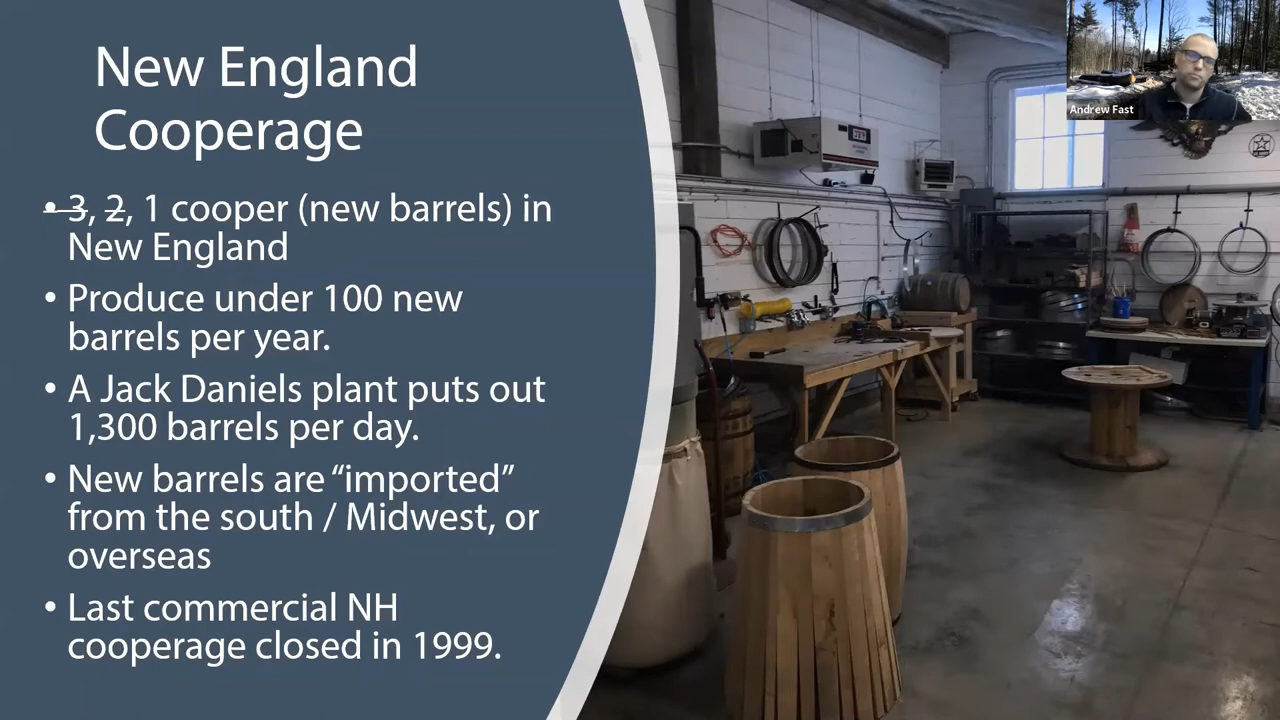 New England
Cooperage
• 3, 2, 1 cooper (new barrels) in
New England
• Produce under 100 new
barrels per year.
• A Jack Daniels plant puts out
1,300 barrels per day.
• New barrels are “imported”
from the south / Midwest, or
overseas
• Last commercial NH
cooperage closed in 1999.
Andrew Fast
JET